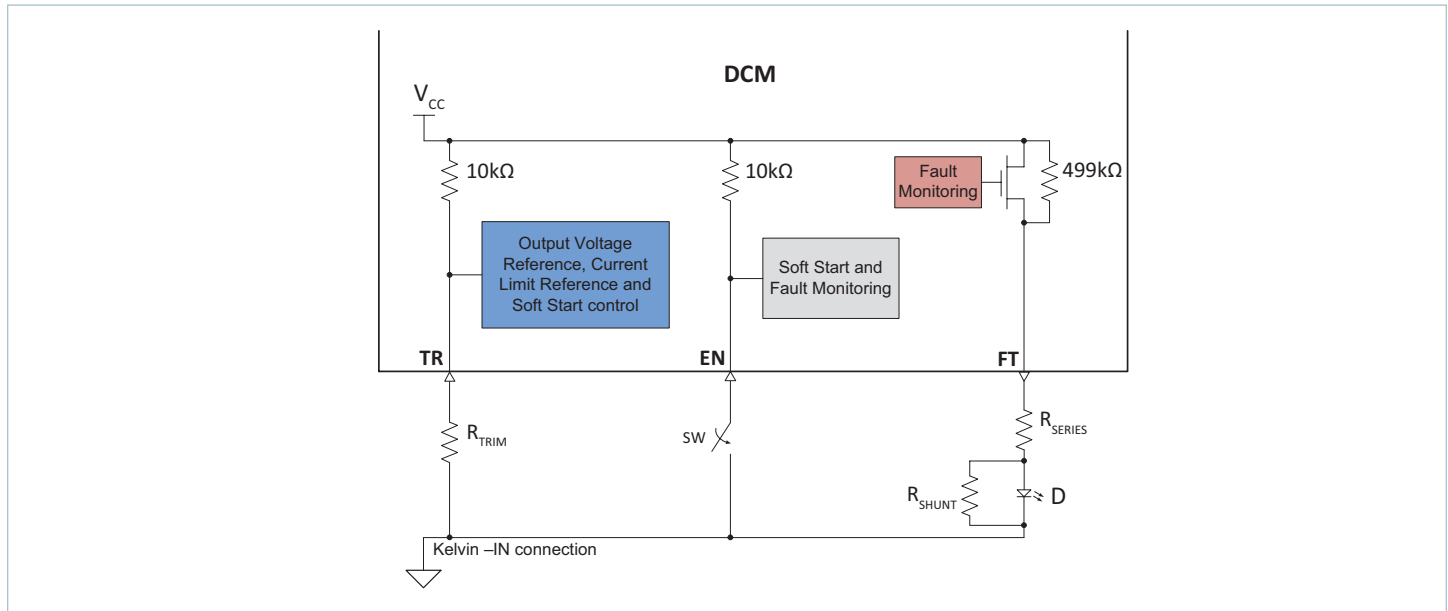 DCM
VCC
10kΩ
10kΩ
499kΩ
Fault
Monitoring
Output Voltage
Reference, Current
Limit Reference and
Soft Start control
Soft Start and
Fault Monitoring
TR
EN
FT
RTRIM
SW
RSERIES
RSHUNT
D
Kelvin –IN connection